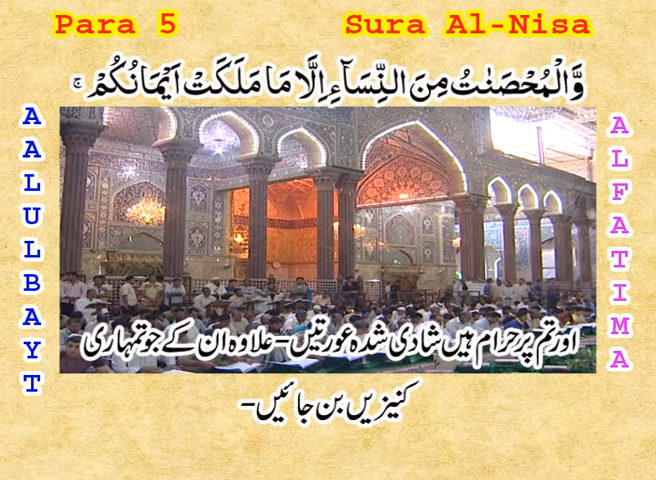 Para 5 Sura Al-Nisa
وَّالْمُحْصَنٰتُ مِنَ النِّسَآءِ اِلَّا مَا مَلَكَتْ اَیْمَانُكُمْ ۚ
AALULBAYT
ALFATIMA
اور تم پر حرام ہیں شادی شدہ عورتیں- علاوہ ان کے جو تمہاری
کنیزیں بن جائیں-